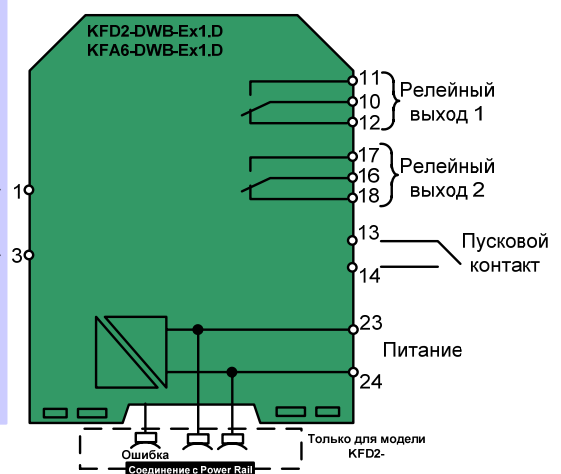 KFD2-DWB-Ex1.D
KFA6-DWB-Ex1.D
11
10
12
Релейный
выход 1
17
16
18
Релейный
выход 2
1
3
13
14
Пусковой
контакт
23
24
Питание
Ошибка
Соединение с Power Rail
Только для модели
KFD2-